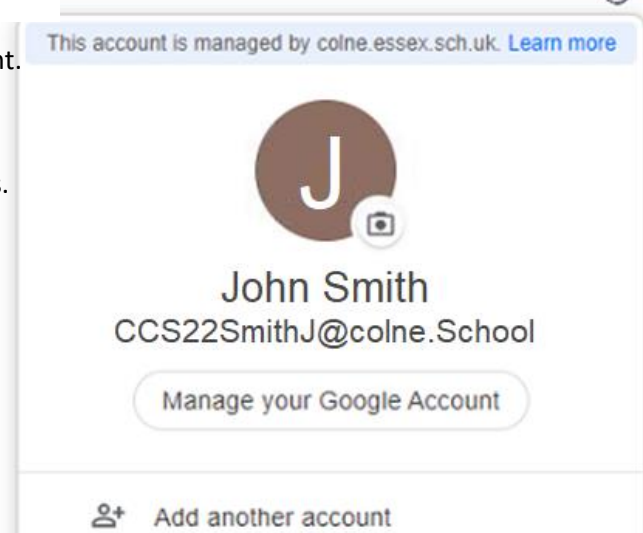 This account is managed by colne.essex.sch.uk. Learn more
J
John Smith
CCS22SmithJ@colne.School
Manage your Google Account
Add another account